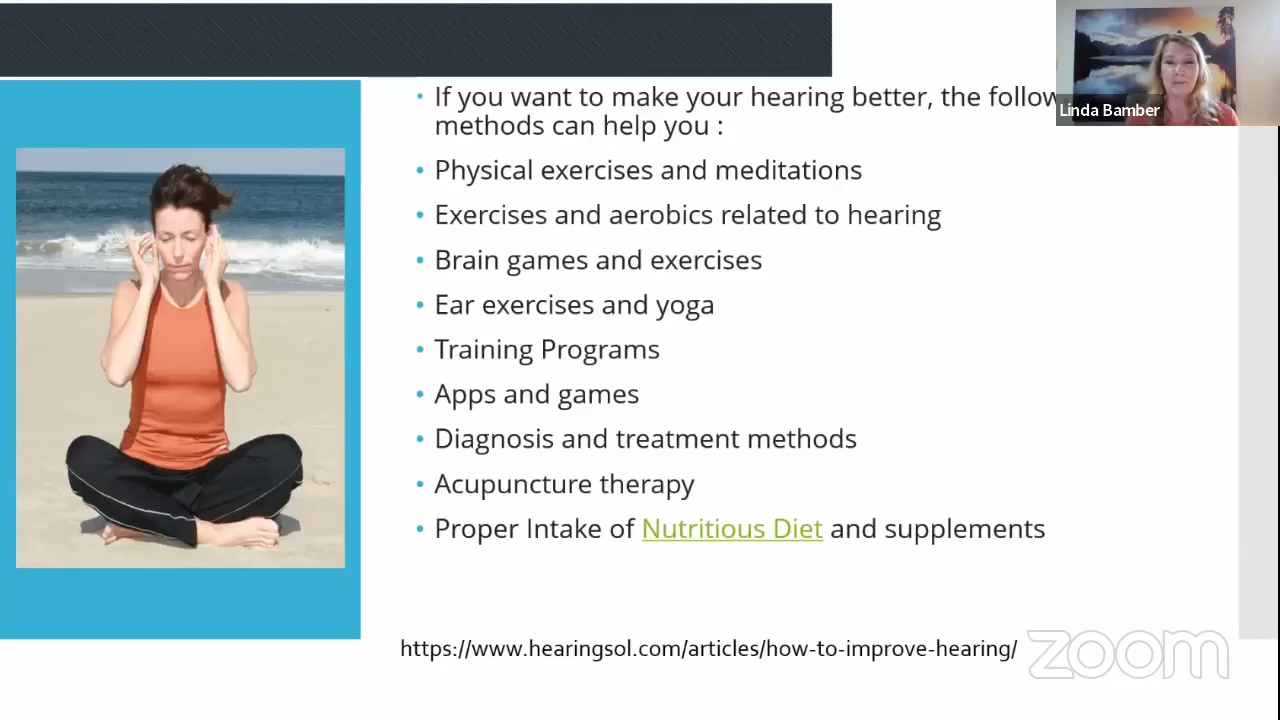 If you want to make your hearing better, the
methods can help you :
Physical exercises and meditations
Exercises and aerobics related to hearing
Brain games and exercises
Ear exercises and yoga
Training Programs
Apps and games
Diagnosis and treatment methods
Acupuncture therapy
Proper Intake of Nutritious Diet and supplements
https://www.hearingsol.com/articles/how-to-improve-hearing/
Linda Bamber
zoom